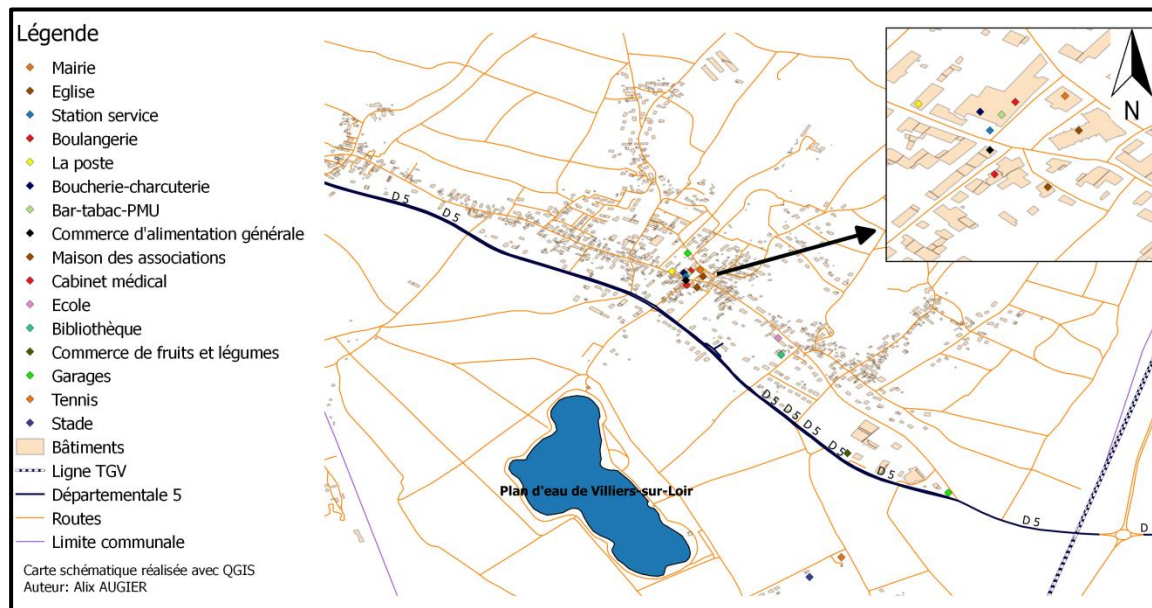 Légende
Mairie
Eglise
Station service
Boulangerie
La poste
Boucherie-charcuterie
Bar-tabac-PMU
Commerce d'alimentation générale
Maison des associations
Cabinet médical
Ecole
Bibliothèque
Commerce de fruits et légumes
Garages
Tennis
Stade
Bâtiments
Ligne TGV
Départementale 5
Routes
Limite communale
Carte schématique réalisée avec QGIS
Auteur: Alix AUGIER
N
D 5
D 5
D 5
D 5
D 5
D 5
D 5
D 5
D
Plan d'eau de Villiers-sur-Loir